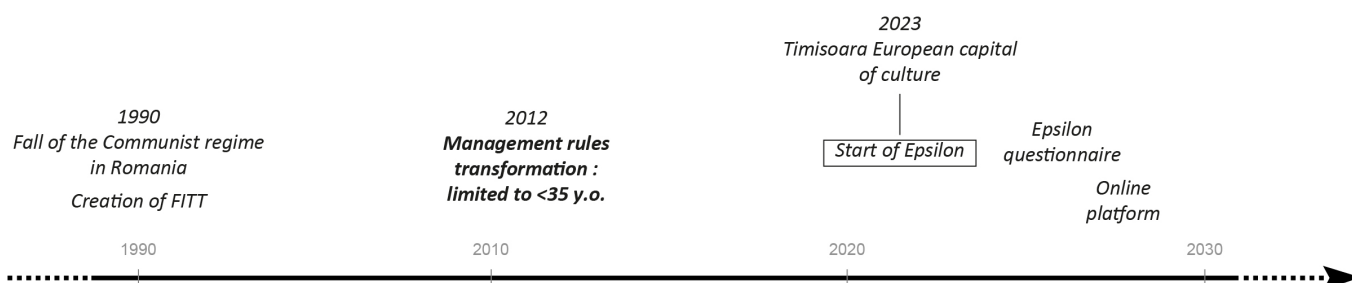 1990
Fall of the Communist regime
in Romania
Creation of FITT
2012
Management rules
transformation :
limited to <35 y.o.
2023
Timisoara European capital
of culture
Start of Epsilon
Epsilon
questionnaire
Online
platform
1990
2010
2020
2030